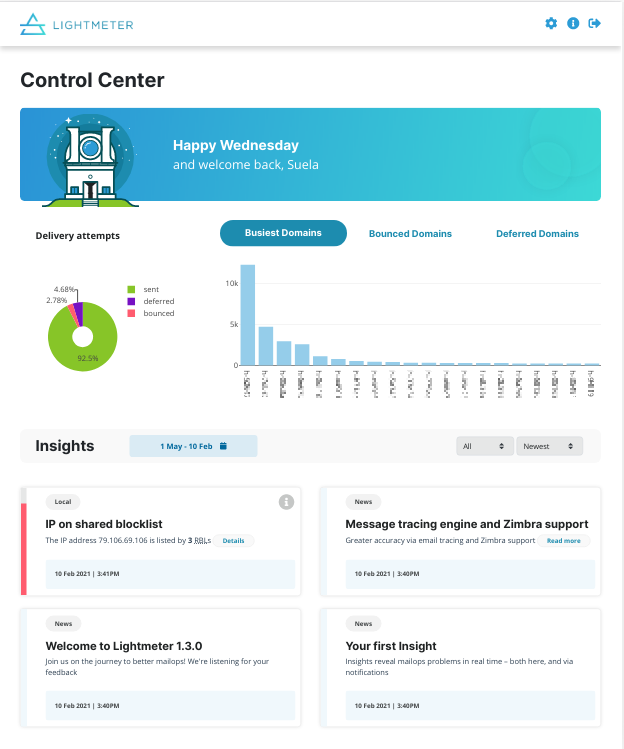 LIGHTMETER
Control Center
Happy Wednesday
and welcome back, Suela
Delivery attempts
Busiest Domains
Bounced Domains
Deferred Domains
4.68%
2.78%
92.5%
sent
deferred
bounced
10k
5k
0
Insights
1 May - 10 Feb
All
Newest
Local
IP on shared blocklist
The IP address 79.106.69.106 is listed by 3 RBLs
Details
10 Feb 2021 | 3:41PM
News
Message tracing engine and Zimbra support
Greater accuracy via email tracing and Zimbra support
Read more
10 Feb 2021 | 3:40PM
News
Welcome to Lightmeter 1.3.0
Join us on the journey to better mailops! We're listening for your
feedback
10 Feb 2021 | 3:40PM
News
Your first Insight
Insights reveal mailops problems in real time – both here, and via
notifications
10 Feb 2021 | 3:40PM